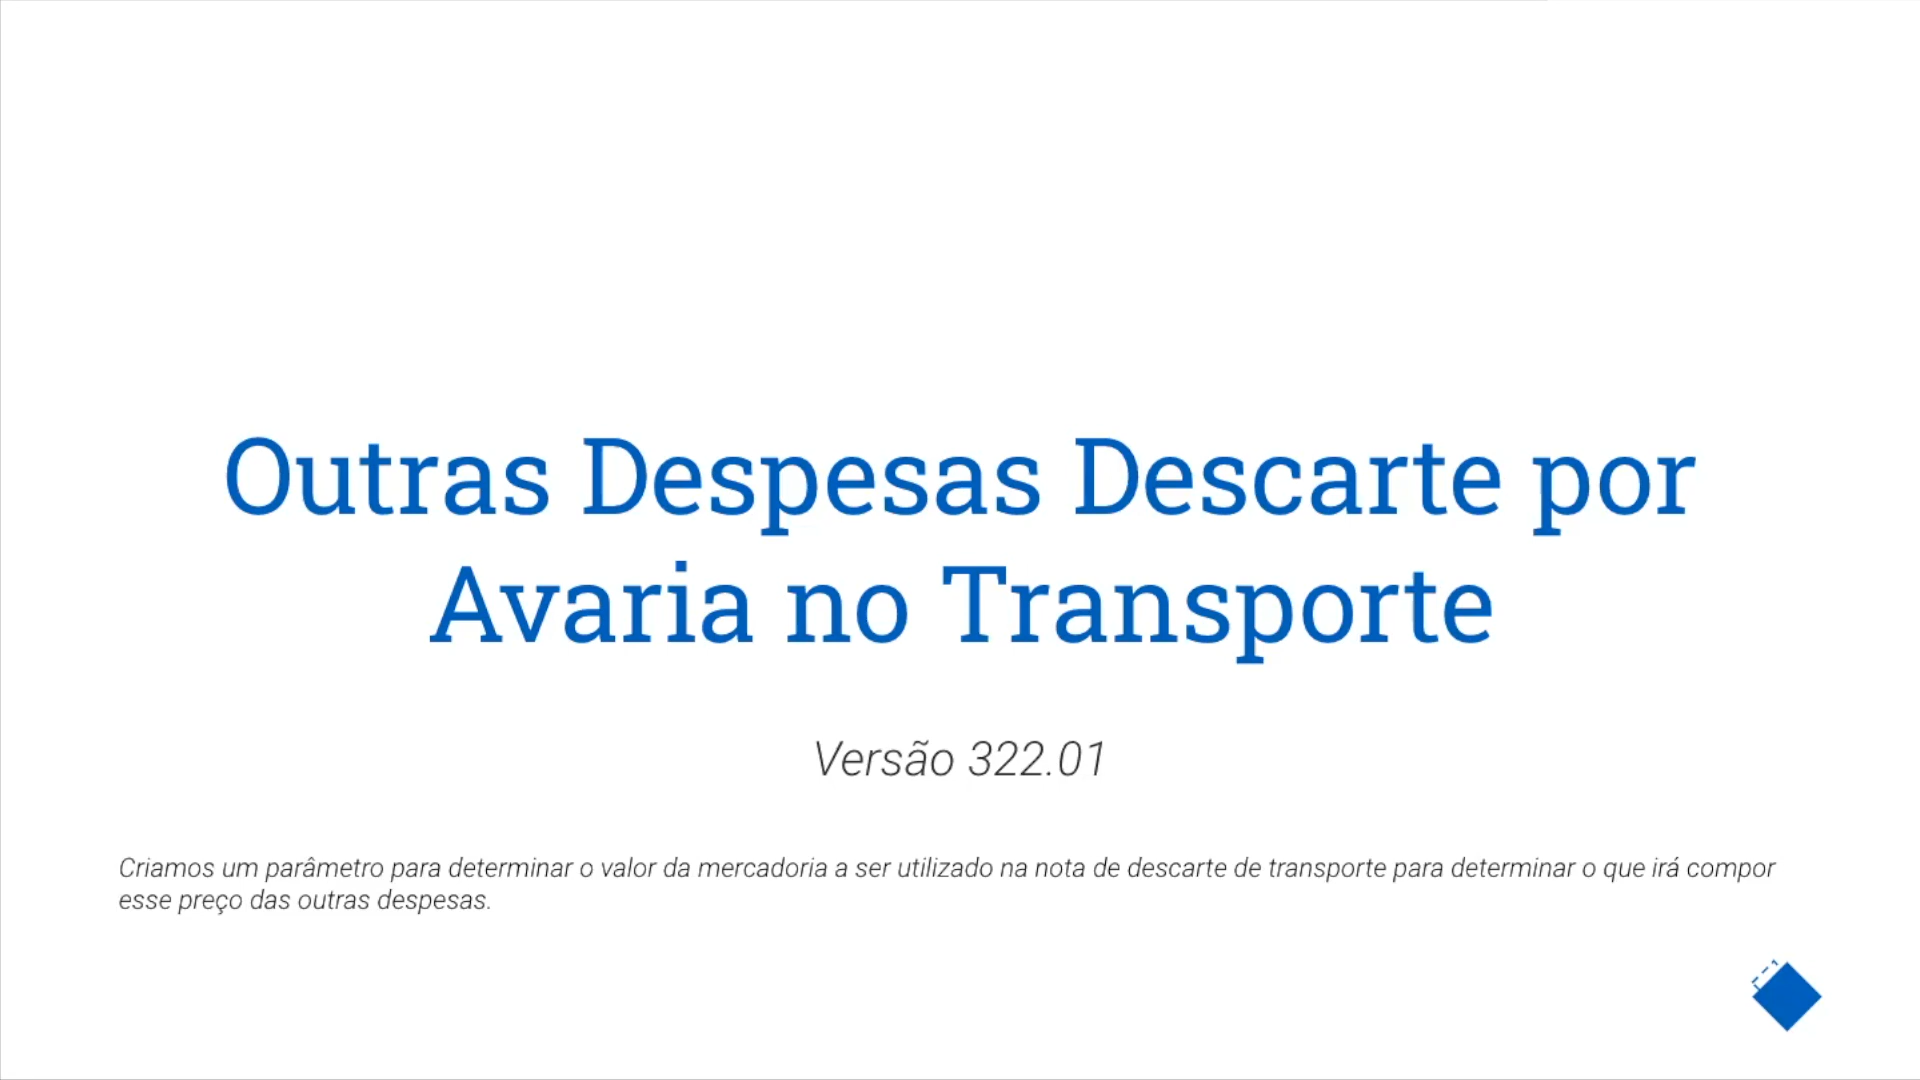 Outras Despesas Descarte por
Avaria no Transporte
Versão 322.01
Criamos um parâmetro para determinar o valor da mercadoria a ser utilizado na nota de descarte de transporte para determinar o que irá compor
esse preço das outras despesas.